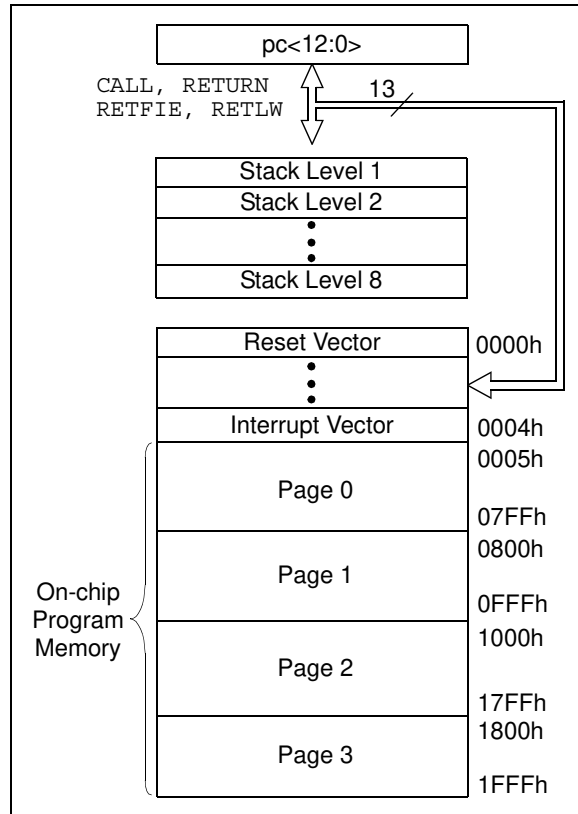 pc<12:0>
CALL, RETURN
RETFIE, RETLW
13
Stack Level 1
Stack Level 2
Stack Level 8
Reset Vector
0000h
Interrupt Vector
0004h
0005h
Page 0
07FFh
0800h
Page 1
0FFFh
On-chip
Program
Memory
1000h
Page 2
17FFh
1800h
Page 3
1FFFh